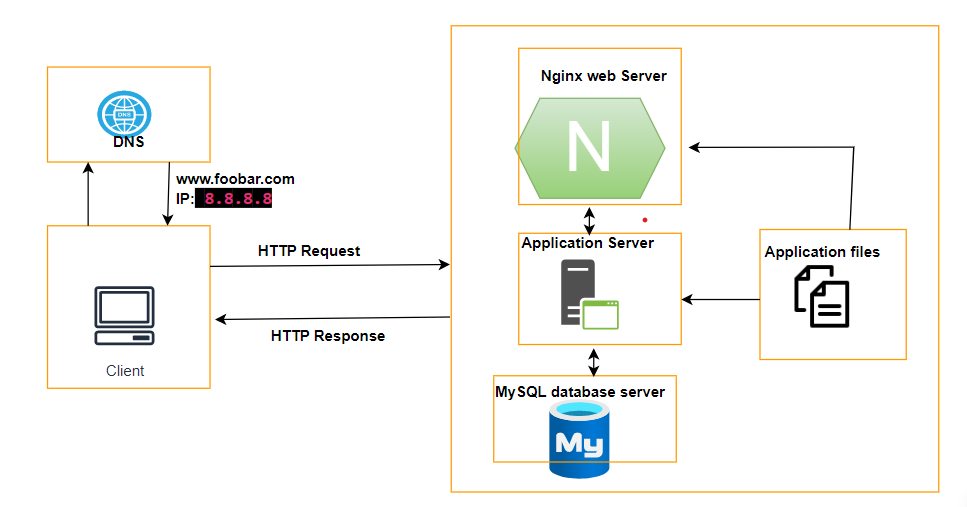 DNS
DNS
www.foobar.com
IP: 8.8.8.8
Client
HTTP Request
HTTP Response
Nginx web Server
N
Application Server
MySQL database server
My
Application files